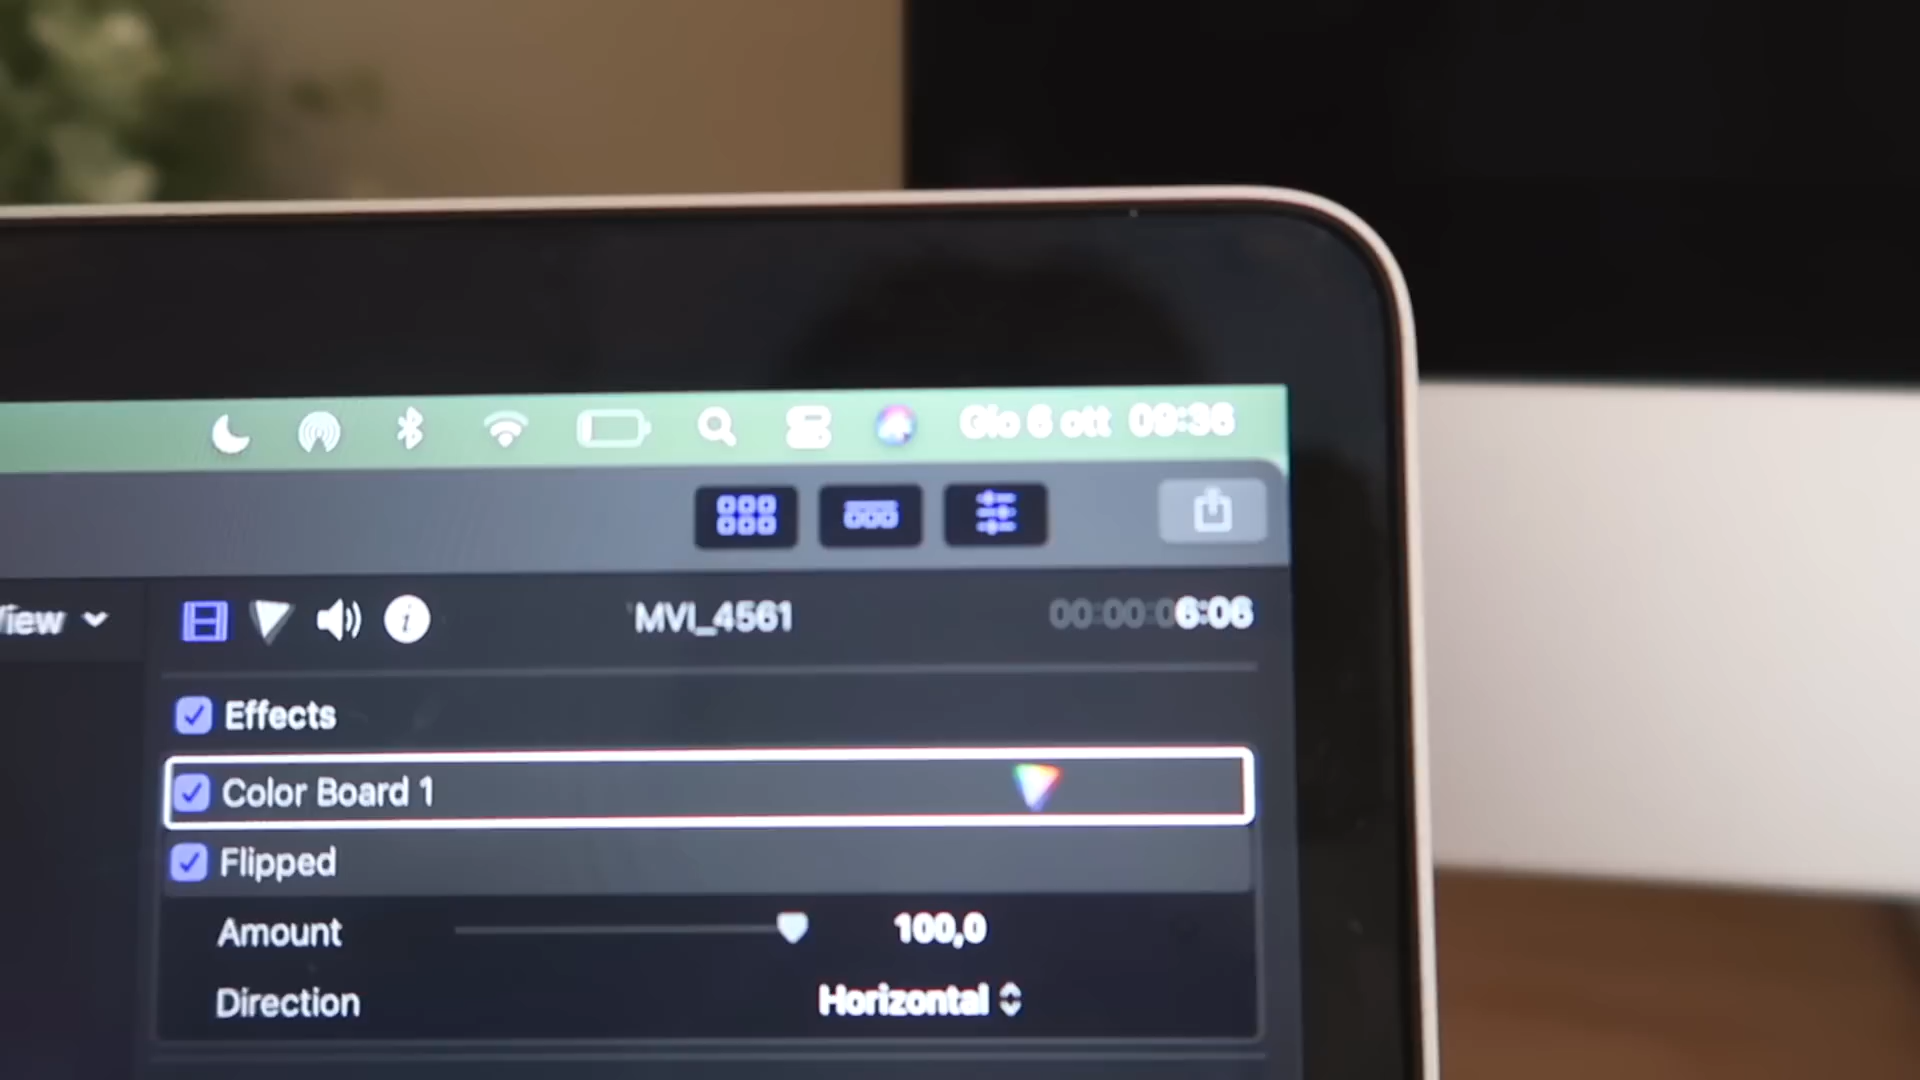 Gio 6 ott 09:36
View
MVI_4561
00:00:06:06
Effects
Color Board 1
Flipped
Amount 100,0
Direction Horizontal